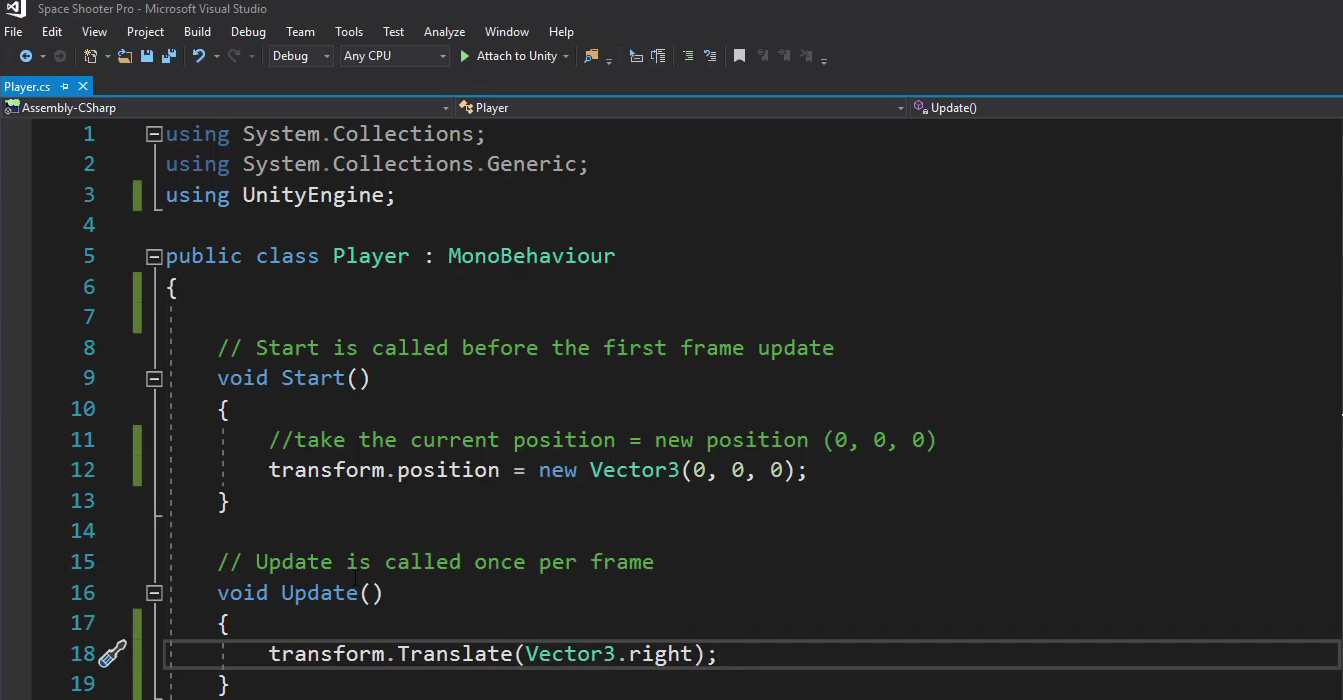 Space Shooter Pro - Microsoft Visual Studio
File Edit View Project Build Debug Team Tools Test Analyze Window Help
Debug Any CPU Attach to Unity
Player.cs
Assembly-CSharp Player Update()
1 using System.Collections;
2 using System.Collections.Generic;
3 using UnityEngine;
4
5 public class Player : MonoBehaviour
6 {
7
8 // Start is called before the first frame update
9 void Start()
10 {
11 //take the current position = new position (0, 0, 0)
12 transform.position = new Vector3(0, 0, 0);
13 }
14
15 // Update is called once per frame
16 void Update()
17 {
18 transform.Translate(Vector3.right);
19 }